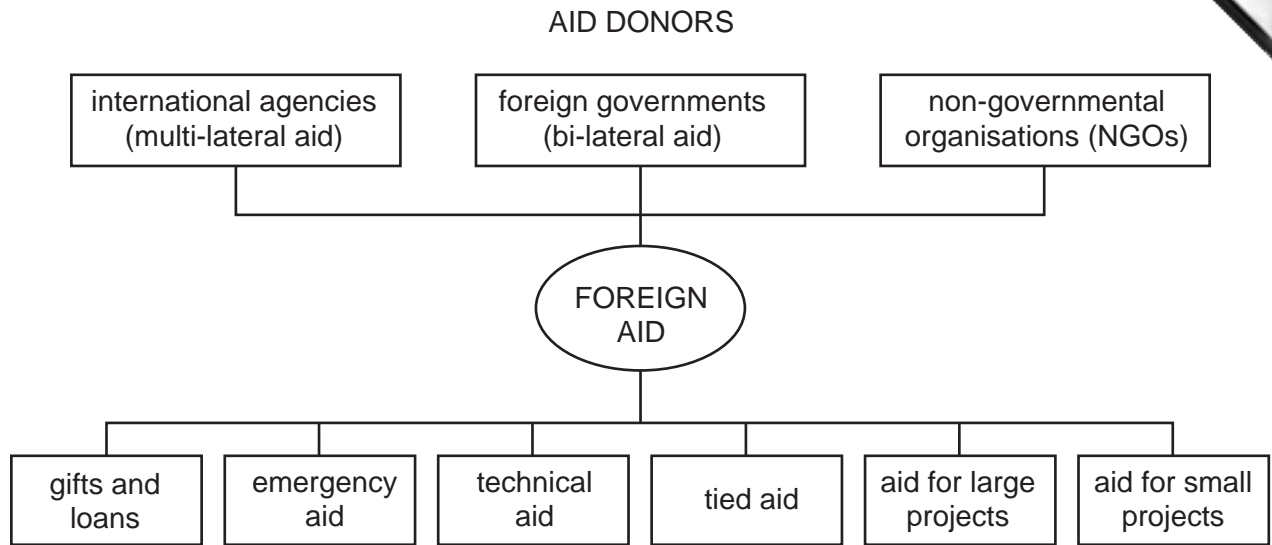 AID DONORS
international agencies
(multi-lateral aid)
foreign governments
(bi-lateral aid)
non-governmental
organisations (NGOs)
FOREIGN
AID
gifts and
loans
emergency
aid
technical
aid
tied aid
aid for large
projects
aid for small
projects